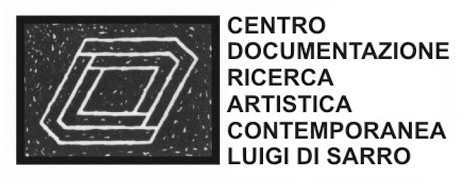 CENTRO
DOCUMENTAZIONE
RICERCA
ARTISTICA
CONTEMPORANEA
LUIGI DI SARRO